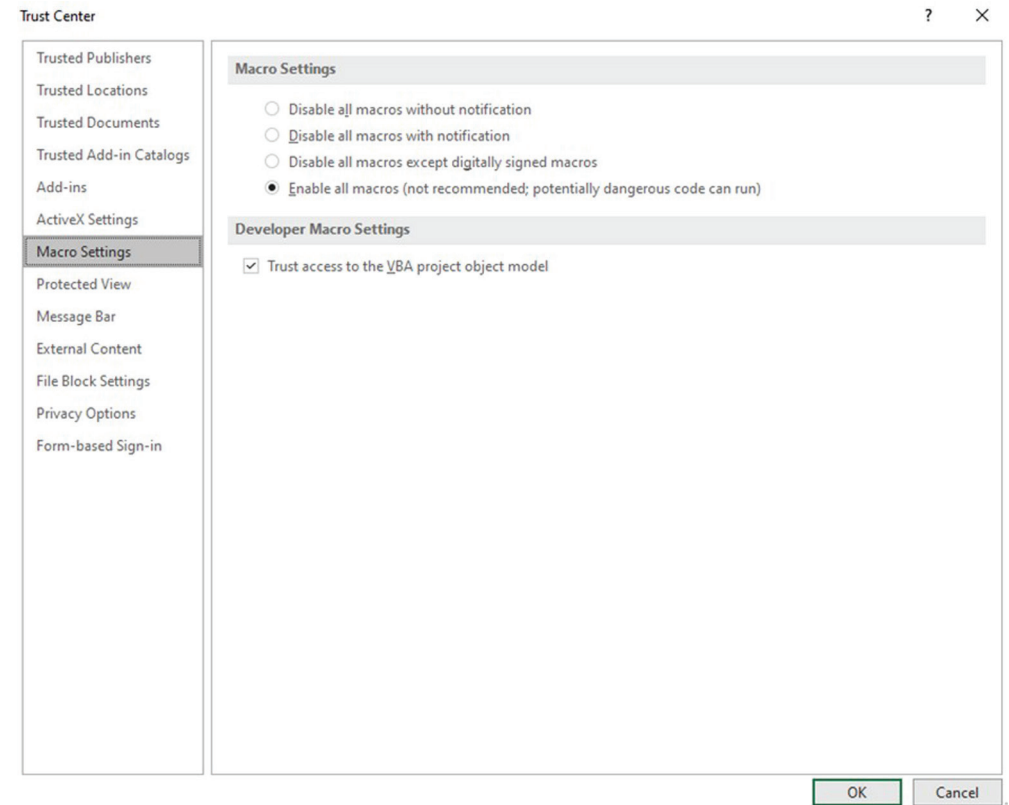 Trust Center
?
Trusted Publishers
Trusted Locations
Trusted Documents
Trusted Add-in Catalogs
Add-ins
ActiveX Settings
Macro Settings
Protected View
Message Bar
External Content
File Block Settings
Privacy Options
Form-based Sign-in
Macro Settings
Disable all macros without notification
Disable all macros with notification
Disable all macros except digitally signed macros
Enable all macros (not recommended; potentially dangerous code can run)
Developer Macro Settings
Trust access to the VBA project object model
OK
Cancel